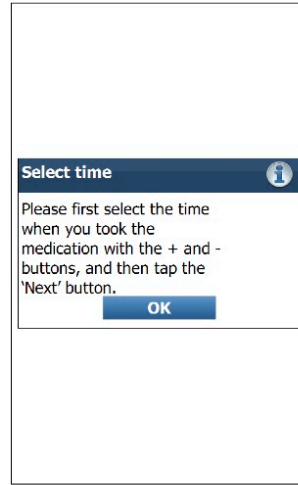 Select time
Please first select the time
when you took the
medication with the + and -
buttons, and then tap the
'Next' button.
OK